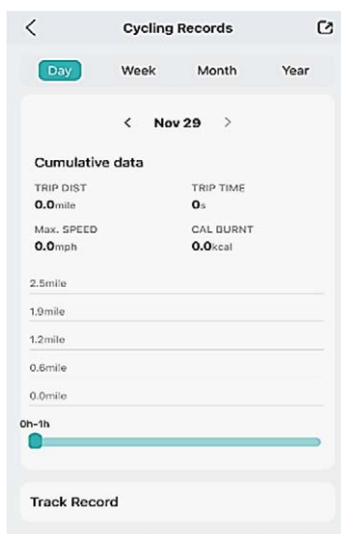 Cycling Records
Day Week Month Year
< Nov 29 >
Cumulative data
TRIP DIST TRIP TIME
0.0mile 0s
Max. SPEED CAL BURNT
0.0mph 0.0kcal
2.5mile
1.9mile
1.2mile
0.6mile
0.0mile
0h-1h
Track Record